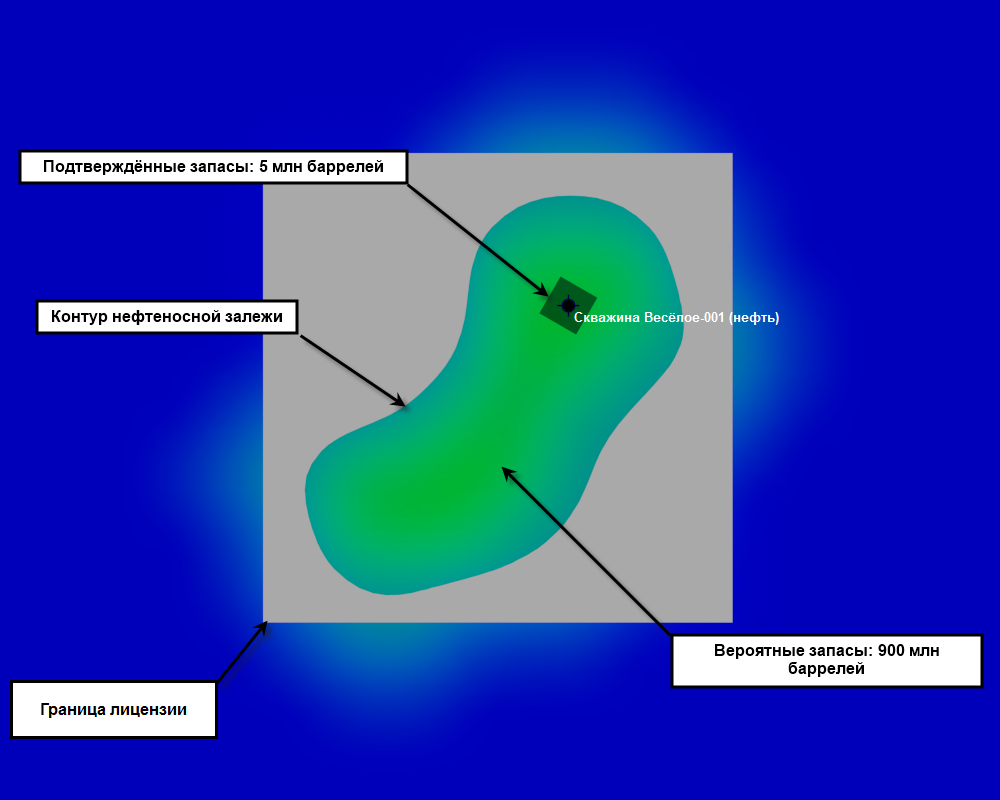 Подтверждённые запасы: 5 млн баррелей
Контур нефтеносной залежи
Скважина Весёлое-001 (нефть)
Вероятные запасы: 900 млн
баррелей
Граница лицензии